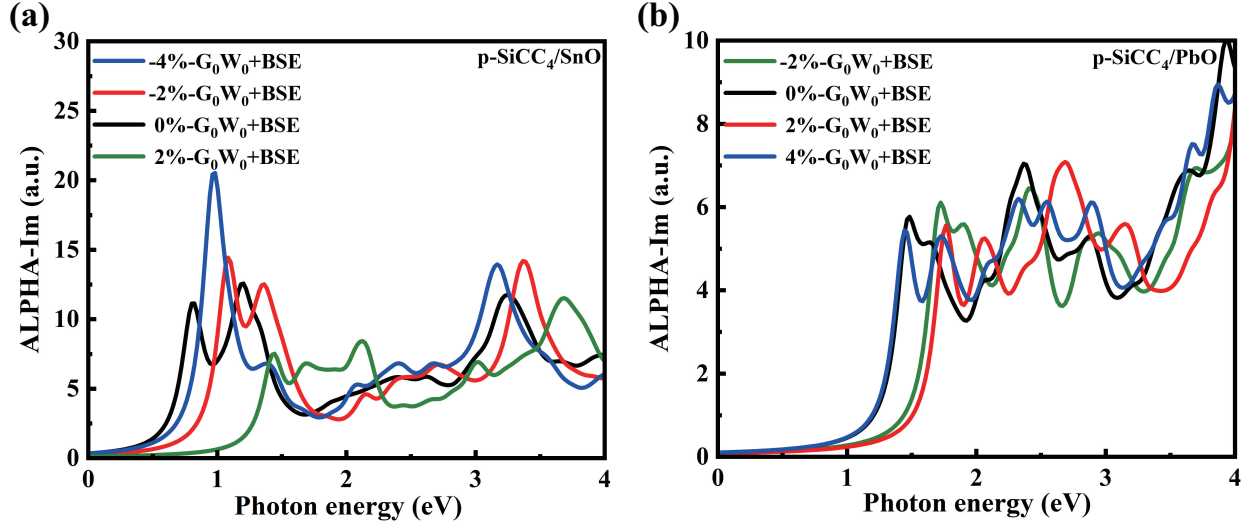 (a)
30
25
20
15
10
5
0
0
1
2
3
4
ALPHA-Im (a.u.)
Photon energy (eV)
p-SiCC₄/SnO
-4%-G₀W₀+BSE
-2%-G₀W₀+BSE
0%-G₀W₀+BSE
2%-G₀W₀+BSE
(b)
10
8
6
4
2
0
0
1
2
3
4
ALPHA-Im (a.u.)
Photon energy (eV)
p-SiCC₄/PbO
-2%-G₀W₀+BSE
0%-G₀W₀+BSE
2%-G₀W₀+BSE
4%-G₀W₀+BSE